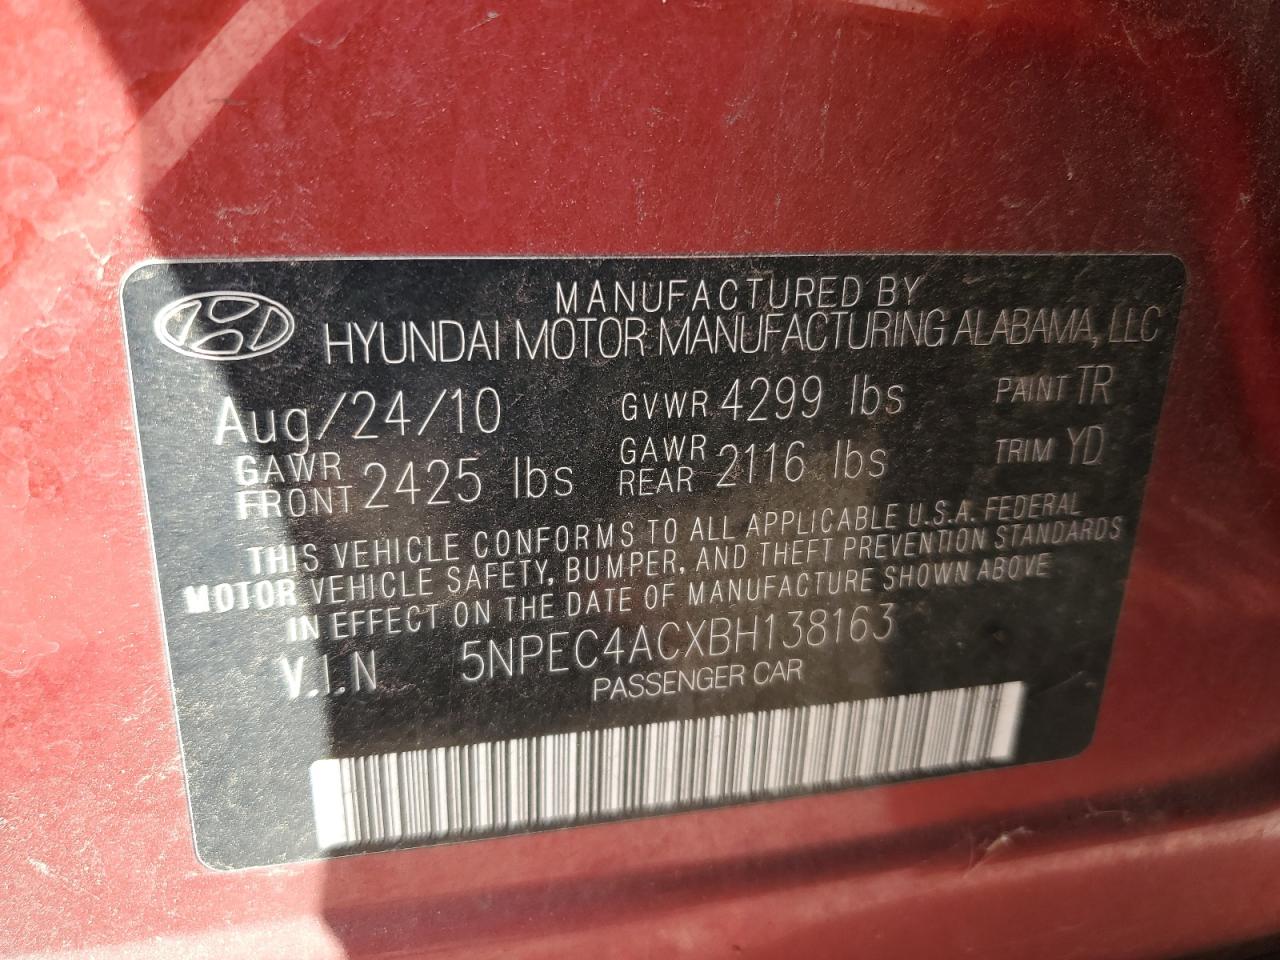 MANUFACTURED BY
HYUNDAI MOTOR MANUFACTURING ALABAMA, LLC
Aug/24/10 GVWR 4299 lbs PAINT TR
GAWR FRONT 2425 lbs GAWR REAR 2116 lbs TRIM YD
THIS VEHICLE CONFORMS TO ALL APPLICABLE U.S.A. FEDERAL
MOTOR VEHICLE SAFETY, BUMPER, AND THEFT PREVENTION STANDARDS
IN EFFECT ON THE DATE OF MANUFACTURE SHOWN ABOVE
V.I.N 5NPEC4ACXBH138163
PASSENGER CAR